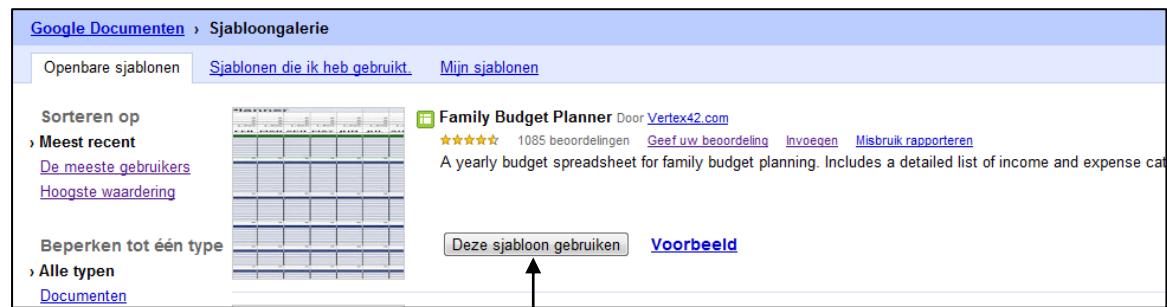 Google Documenten › Sjabloongalerie
Openbare sjablonen Sjablonen die ik heb gebruikt. Mijn sjablonen
Sorteren op
› Meest recent
De meeste gebruikers
Hoogste waardering
Beperken tot één type
› Alle typen
Documenten
Family Budget Planner Door Vertex42.com
1085 beoordelingen Geef uw beoordeling Invoegen Misbruik rapporteren
A yearly budget spreadsheet for family budget planning. Includes a detailed list of income and expense cat
Deze sjabloon gebruiken Voorbeeld